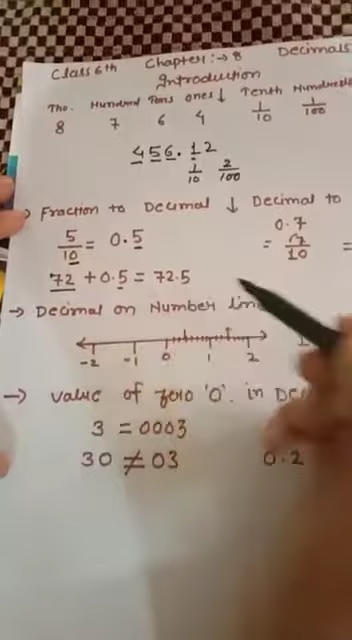 Class 6th Chapter:→ 8 Decimals
Introduction
Tho. Hundred Tens ones ↓ Tenth Hundredth
8 7 6 4 1/10 1/100
456.12
1/10 2/100
→ Fraction to Decimal ↓ Decimal to
5/10 = 0.5 0.7
= 7/10 =
72 + 0.5 = 72.5
→ Decimal on Number line
-2 -1 0 1 2
→ value of zero '0'. in Dec
3 = 0003
30 ≠ 03 0.2